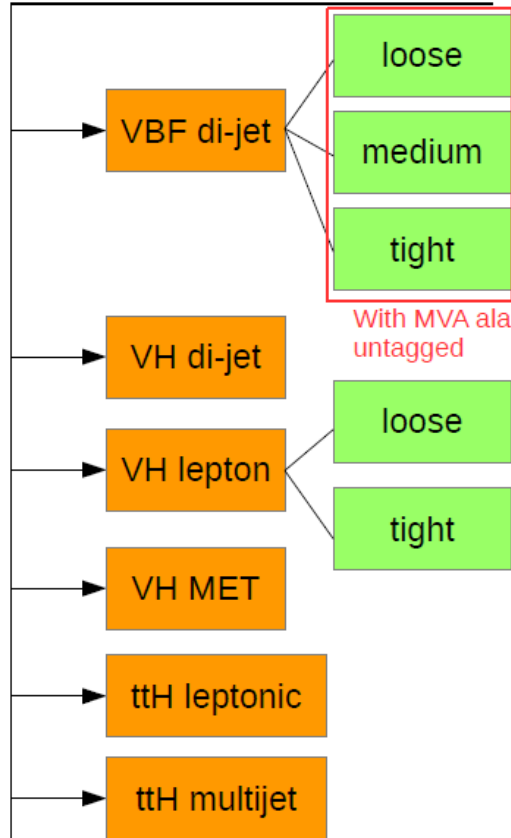 loose
VBF di-jet
medium
tight
With MVA ala
untagged
VH di-jet
loose
VH lepton
tight
VH MET
ttH leptonic
ttH multijet